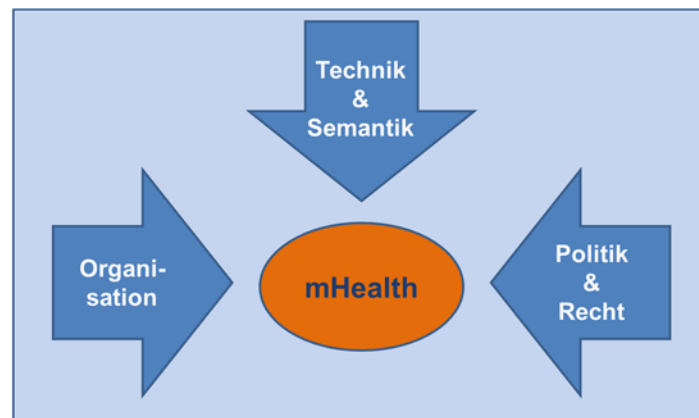 Technik
&
Semantik
Organi-
sation
mHealth
Politik
&
Recht